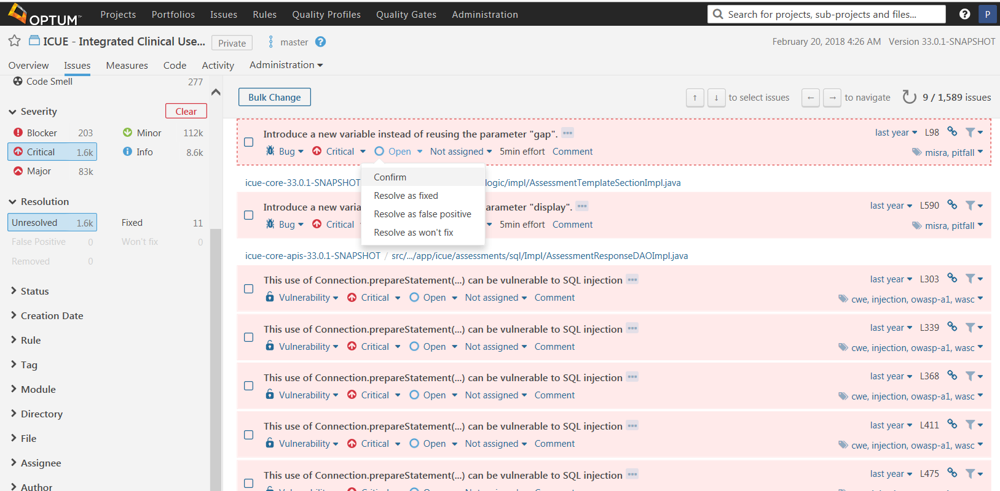 OPTUM™ Projects Portfolios Issues Rules Quality Profiles Quality Gates Administration Search for projects, sub-projects and files... ? P
ICUE - Integrated Clinical Use... Private master ? February 20, 2018 4:26 AM Version 33.0.1-SNAPSHOT
Overview Issues Measures Code Activity Administration
Code Smell 277
Severity Clear
Blocker 203 Minor 112k
Critical 1.6k Info 8.6k
Major 83k
Resolution
Unresolved 1.6k Fixed 11
False Positive 0 Won't fix 0
Removed 0
Status
Creation Date
Rule
Tag
Module
Directory
File
Assignee
Author
Bulk Change ↑ ↓ to select issues ← → to navigate 9 / 1,589 issues
Introduce a new variable instead of reusing the parameter "gap". ... last year L98
Bug Critical Open Not assigned 5min effort Comment misra, pitfall
Confirm
Resolve as fixed
Resolve as false positive
Resolve as won't fix
icue-core-33.0.1-SNAPSHOT logic/impl/AssessmentTemplateSectionImpl.java
Introduce a new varia arameter "display". ... last year L590
Bug Critical 5min effort Comment misra, pitfall
icue-core-apis-33.0.1-SNAPSHOT / src/.../app/icue/assessments/sql/Impl/AssessmentResponseDAOImpl.java
This use of Connection.prepareStatement(...) can be vulnerable to SQL injection ... last year L303
Vulnerability Critical Open Not assigned Comment cwe, injection, owasp-a1, wasc
This use of Connection.prepareStatement(...) can be vulnerable to SQL injection ... last year L339
Vulnerability Critical Open Not assigned Comment cwe, injection, owasp-a1, wasc
This use of Connection.prepareStatement(...) can be vulnerable to SQL injection ... last year L368
Vulnerability Critical Open Not assigned Comment cwe, injection, owasp-a1, wasc
This use of Connection.prepareStatement(...) can be vulnerable to SQL injection ... last year L411
Vulnerability Critical Open Not assigned Comment cwe, injection, owasp-a1, wasc
This use of Connection.prepareStatement(...) can be vulnerable to SQL injection ... last year L475